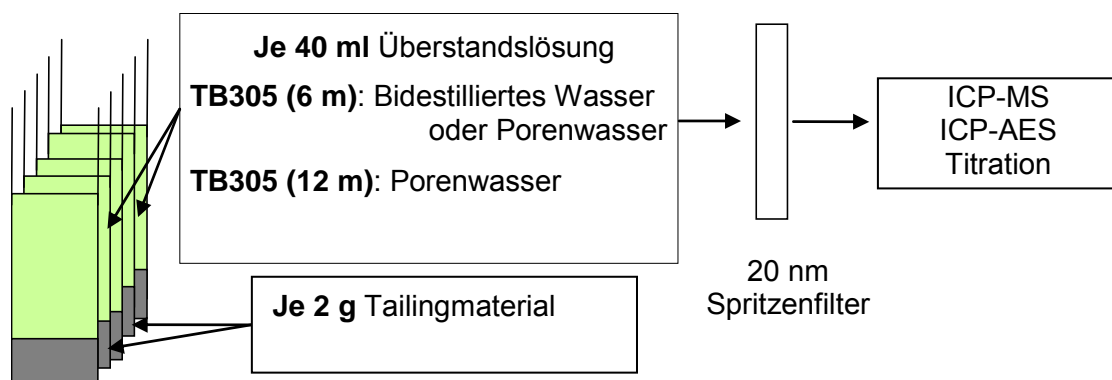 Je 40 ml Überstandslösung
TB305 (6 m): Bidestilliertes Wasser
oder Porenwasser
TB305 (12 m): Porenwasser
Je 2 g Tailingmaterial
20 nm
Spritzenfilter
ICP-MS
ICP-AES
Titration